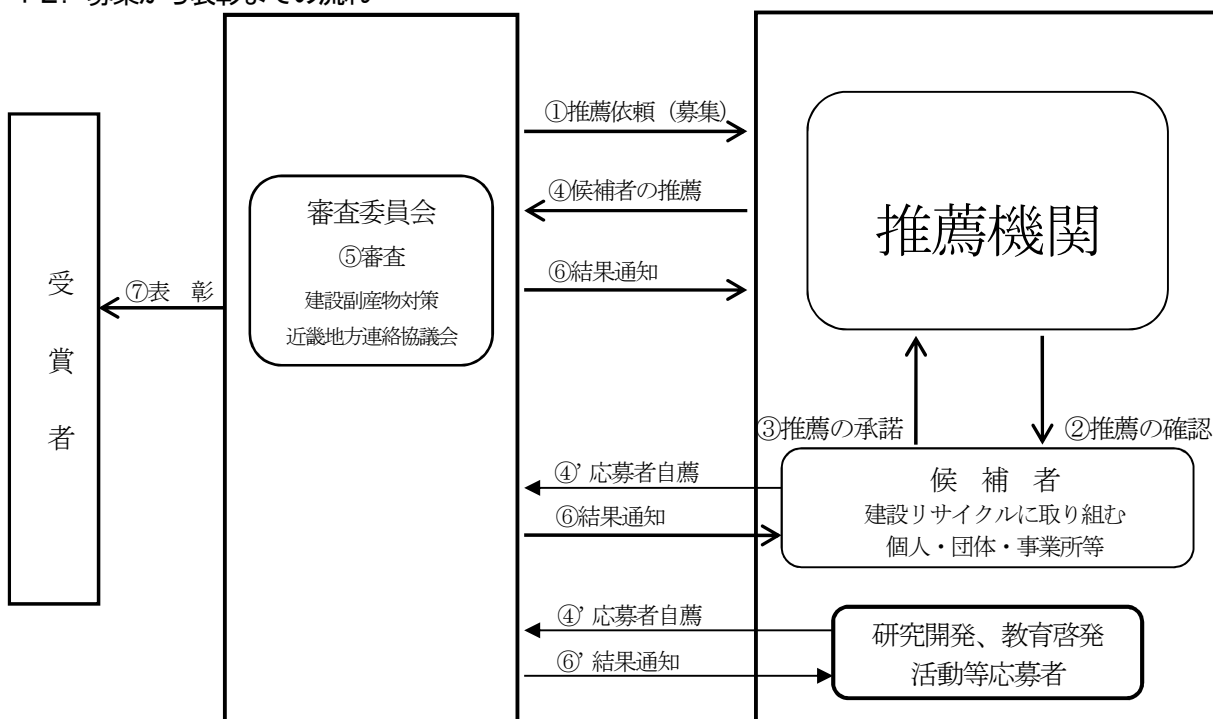 ①推薦依頼（募集）
④候補者の推薦
⑥結果通知
審査委員会
⑤審査
建設副産物対策
近畿地方連絡協議会
推薦機関
受賞者
⑦表　彰
③推薦の承諾
②推薦の確認
④’応募者自薦
⑥結果通知
候　補　者
建設リサイクルに取り組む
個人・団体・事業所等
④’応募者自薦
⑥’結果通知
研究開発、教育啓発
活動等応募者